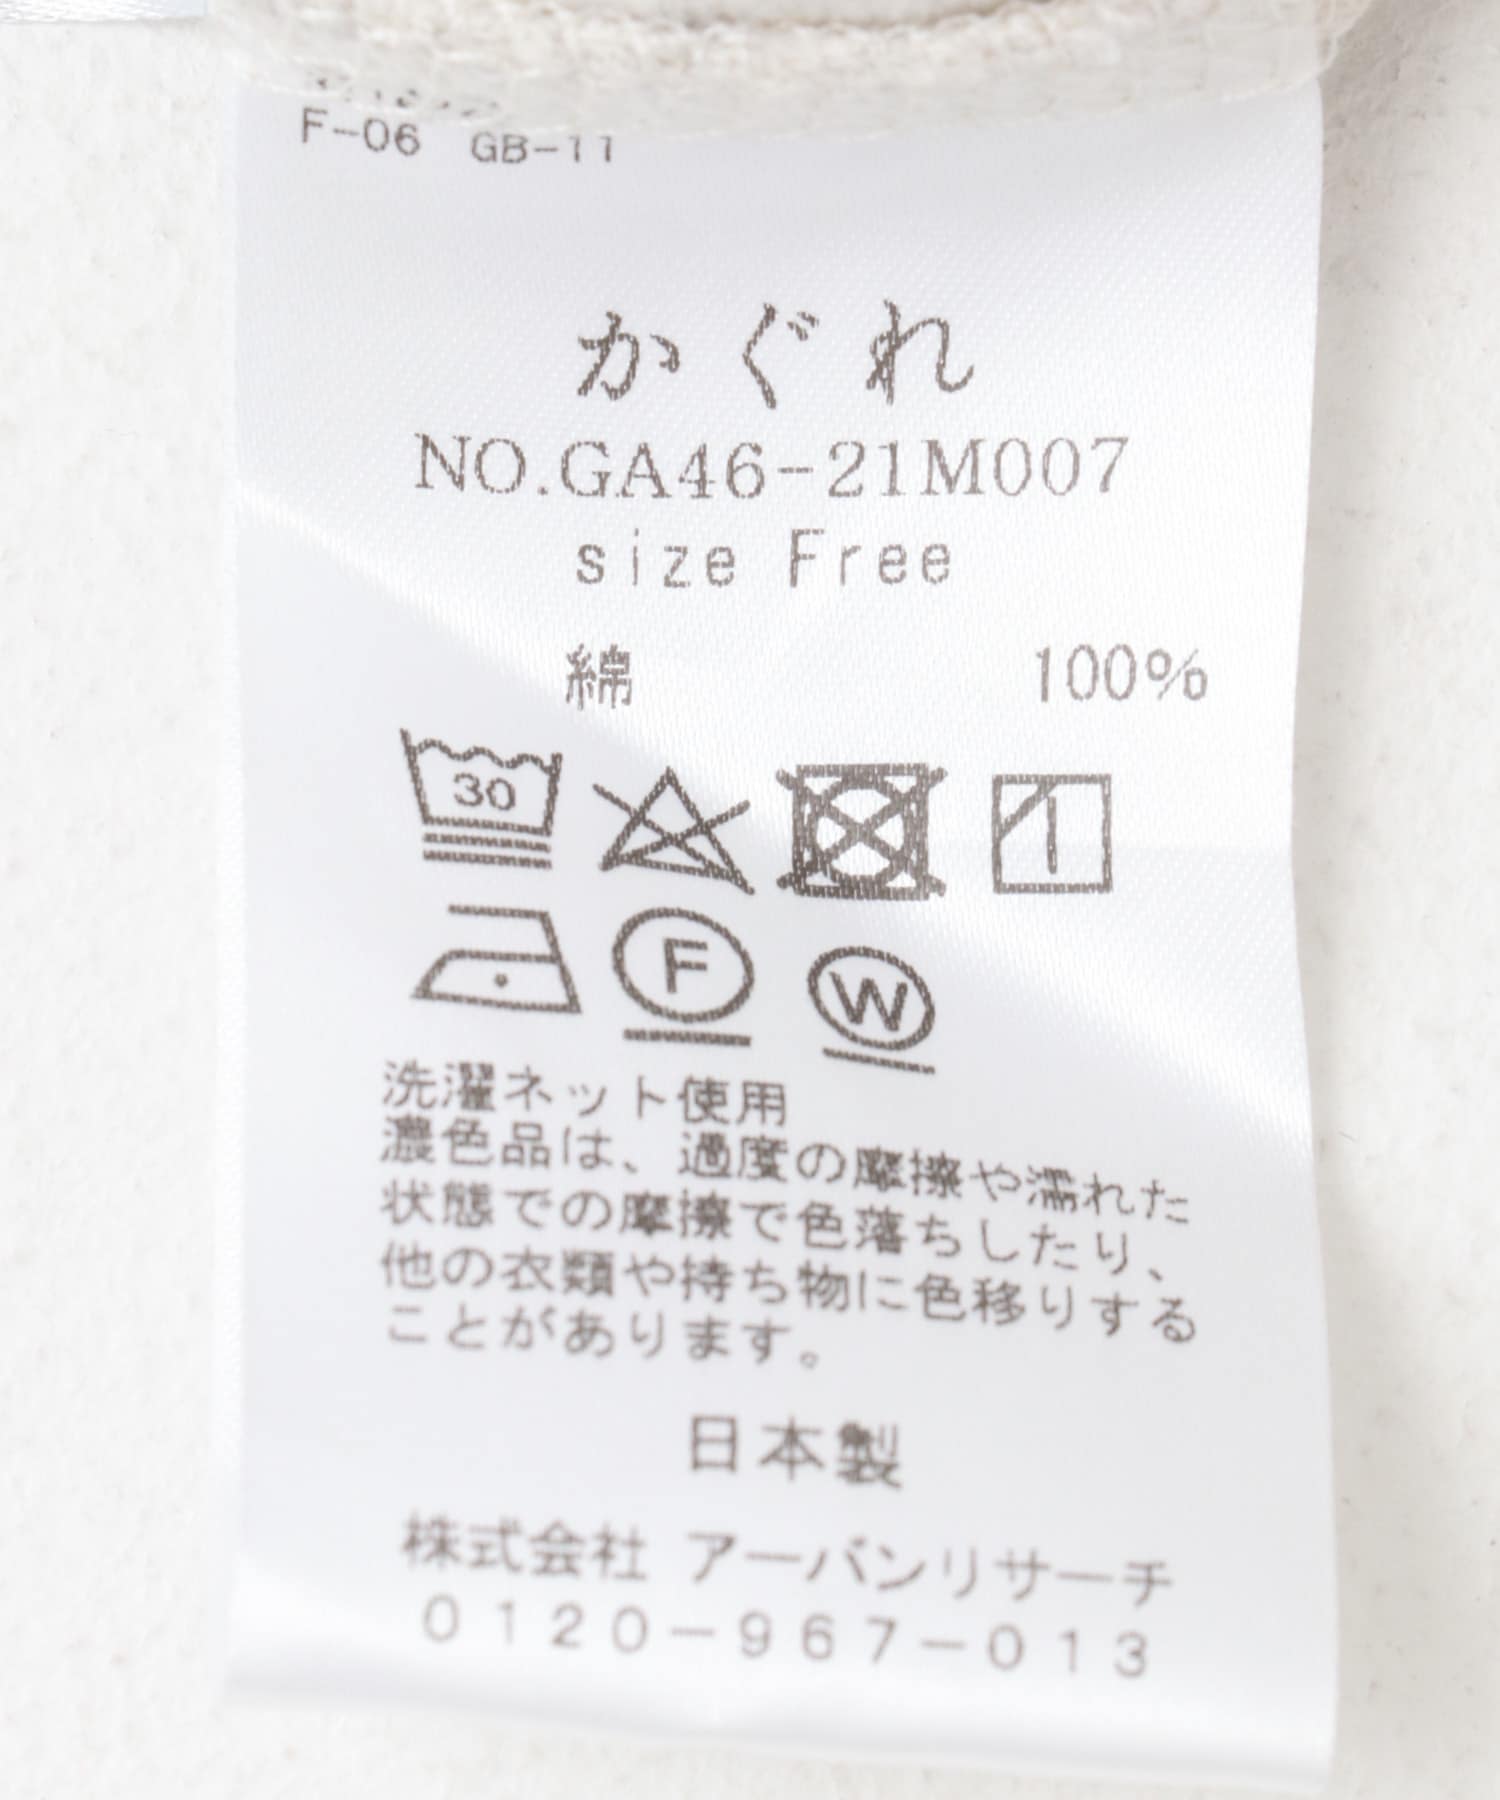 F-06 GB-11
かぐれ
NO.GA46-21M007
size Free
綿 100%
30
F W
洗濯ネット使用
濃色品は、過度の摩擦や濡れた
状態での摩擦で色落ちしたり、
他の衣類や持ち物に色移りする
ことがあります。
日本製
株式会社 アーバンリサーチ
0120-967-013